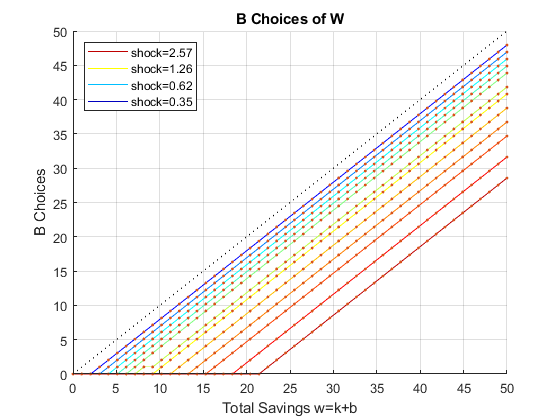 B Choices of W
50
45
40
35
30
25
20
15
10
5
0
B Choices
shock=2.57
shock=1.26
shock=0.62
shock=0.35
0 5 10 15 20 25 30 35 40 45 50
Total Savings w=k+b